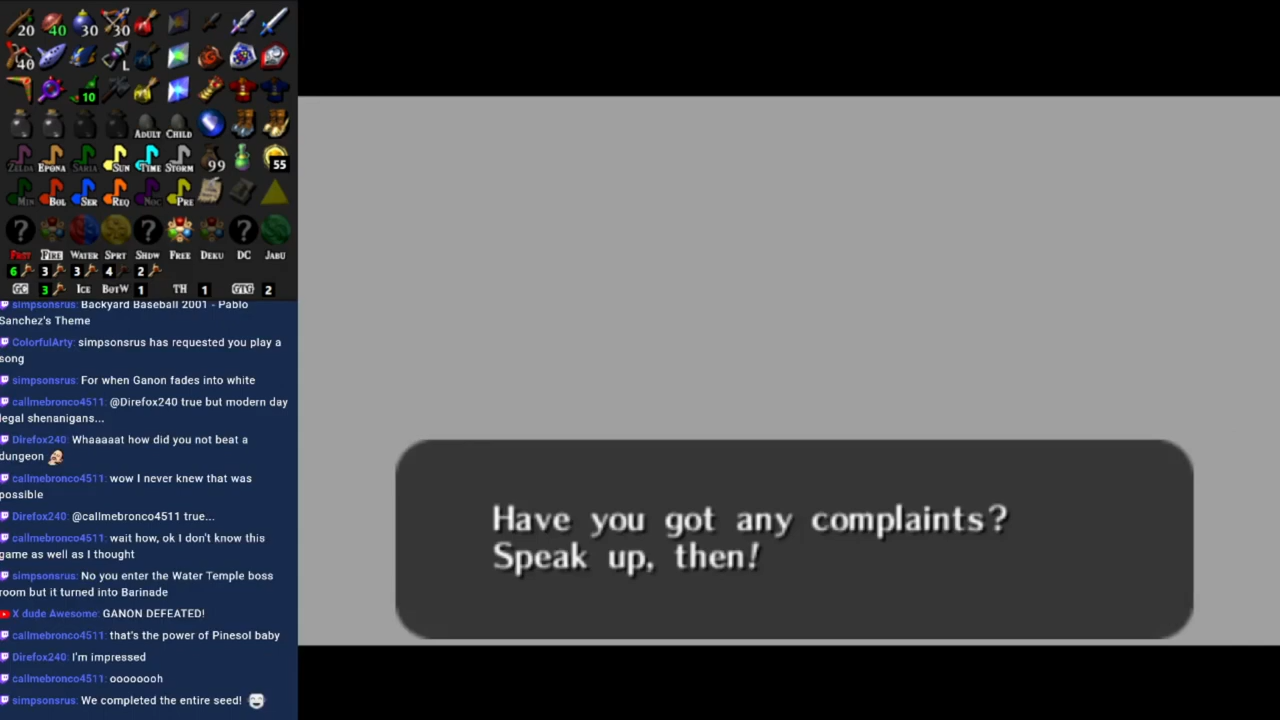 20 40 30 30
40 L
10
ADULT CHILD
ZELDA EPONA SARIA SUN TIME STORM 99 55
MIN BOL SER REQ NOC PRE
? ? ?
FRST FIRE WATER SPRT SHDW FREE DEKU DC JABU
6 3 3 4 2
GC 3 ICE BOTW 1 TH 1 GTG 2
simpsonsrus: Backyard Baseball 2001 - Pablo
Sanchez's Theme
ColorfulArty: simpsonsrus has requested you play a
song
simpsonsrus: For when Ganon fades into white
callmebronco4511: @Direfox240 true but modern day
legal shenanigans...
Direfox240: Whaaaaat how did you not beat a
dungeon
callmebronco4511: wow I never knew that was
possible
Direfox240: @callmebronco4511 true...
callmebronco4511: wait how, ok I don't know this
game as well as I thought
simpsonsrus: No you enter the Water Temple boss
room but it turned into Barinade
X dude Awesome: GANON DEFEATED!
callmebronco4511: that's the power of Pinesol baby
Direfox240: I'm impressed
callmebronco4511: ooooooh
simpsonsrus: We completed the entire seed!
Have you got any complaints?
Speak up, then!